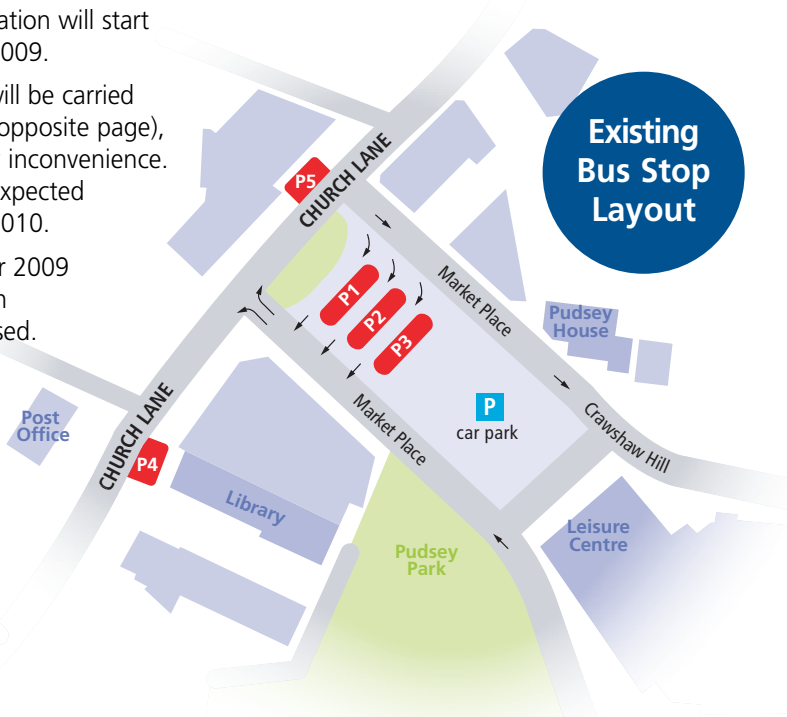 ation will start
009.
ill be carried
opposite page),
inconvenience.
xpected
010.
r 2009
n
sed.
Existing
Bus Stop
Layout
P5
CHURCH LANE
P1
P2
P3
Market Place
Pudsey
House
P
car park
Crawshaw Hill
Market Place
CHURCH LANE
Post
Office
P4
Library
Pudsey
Park
Leisure
Centre